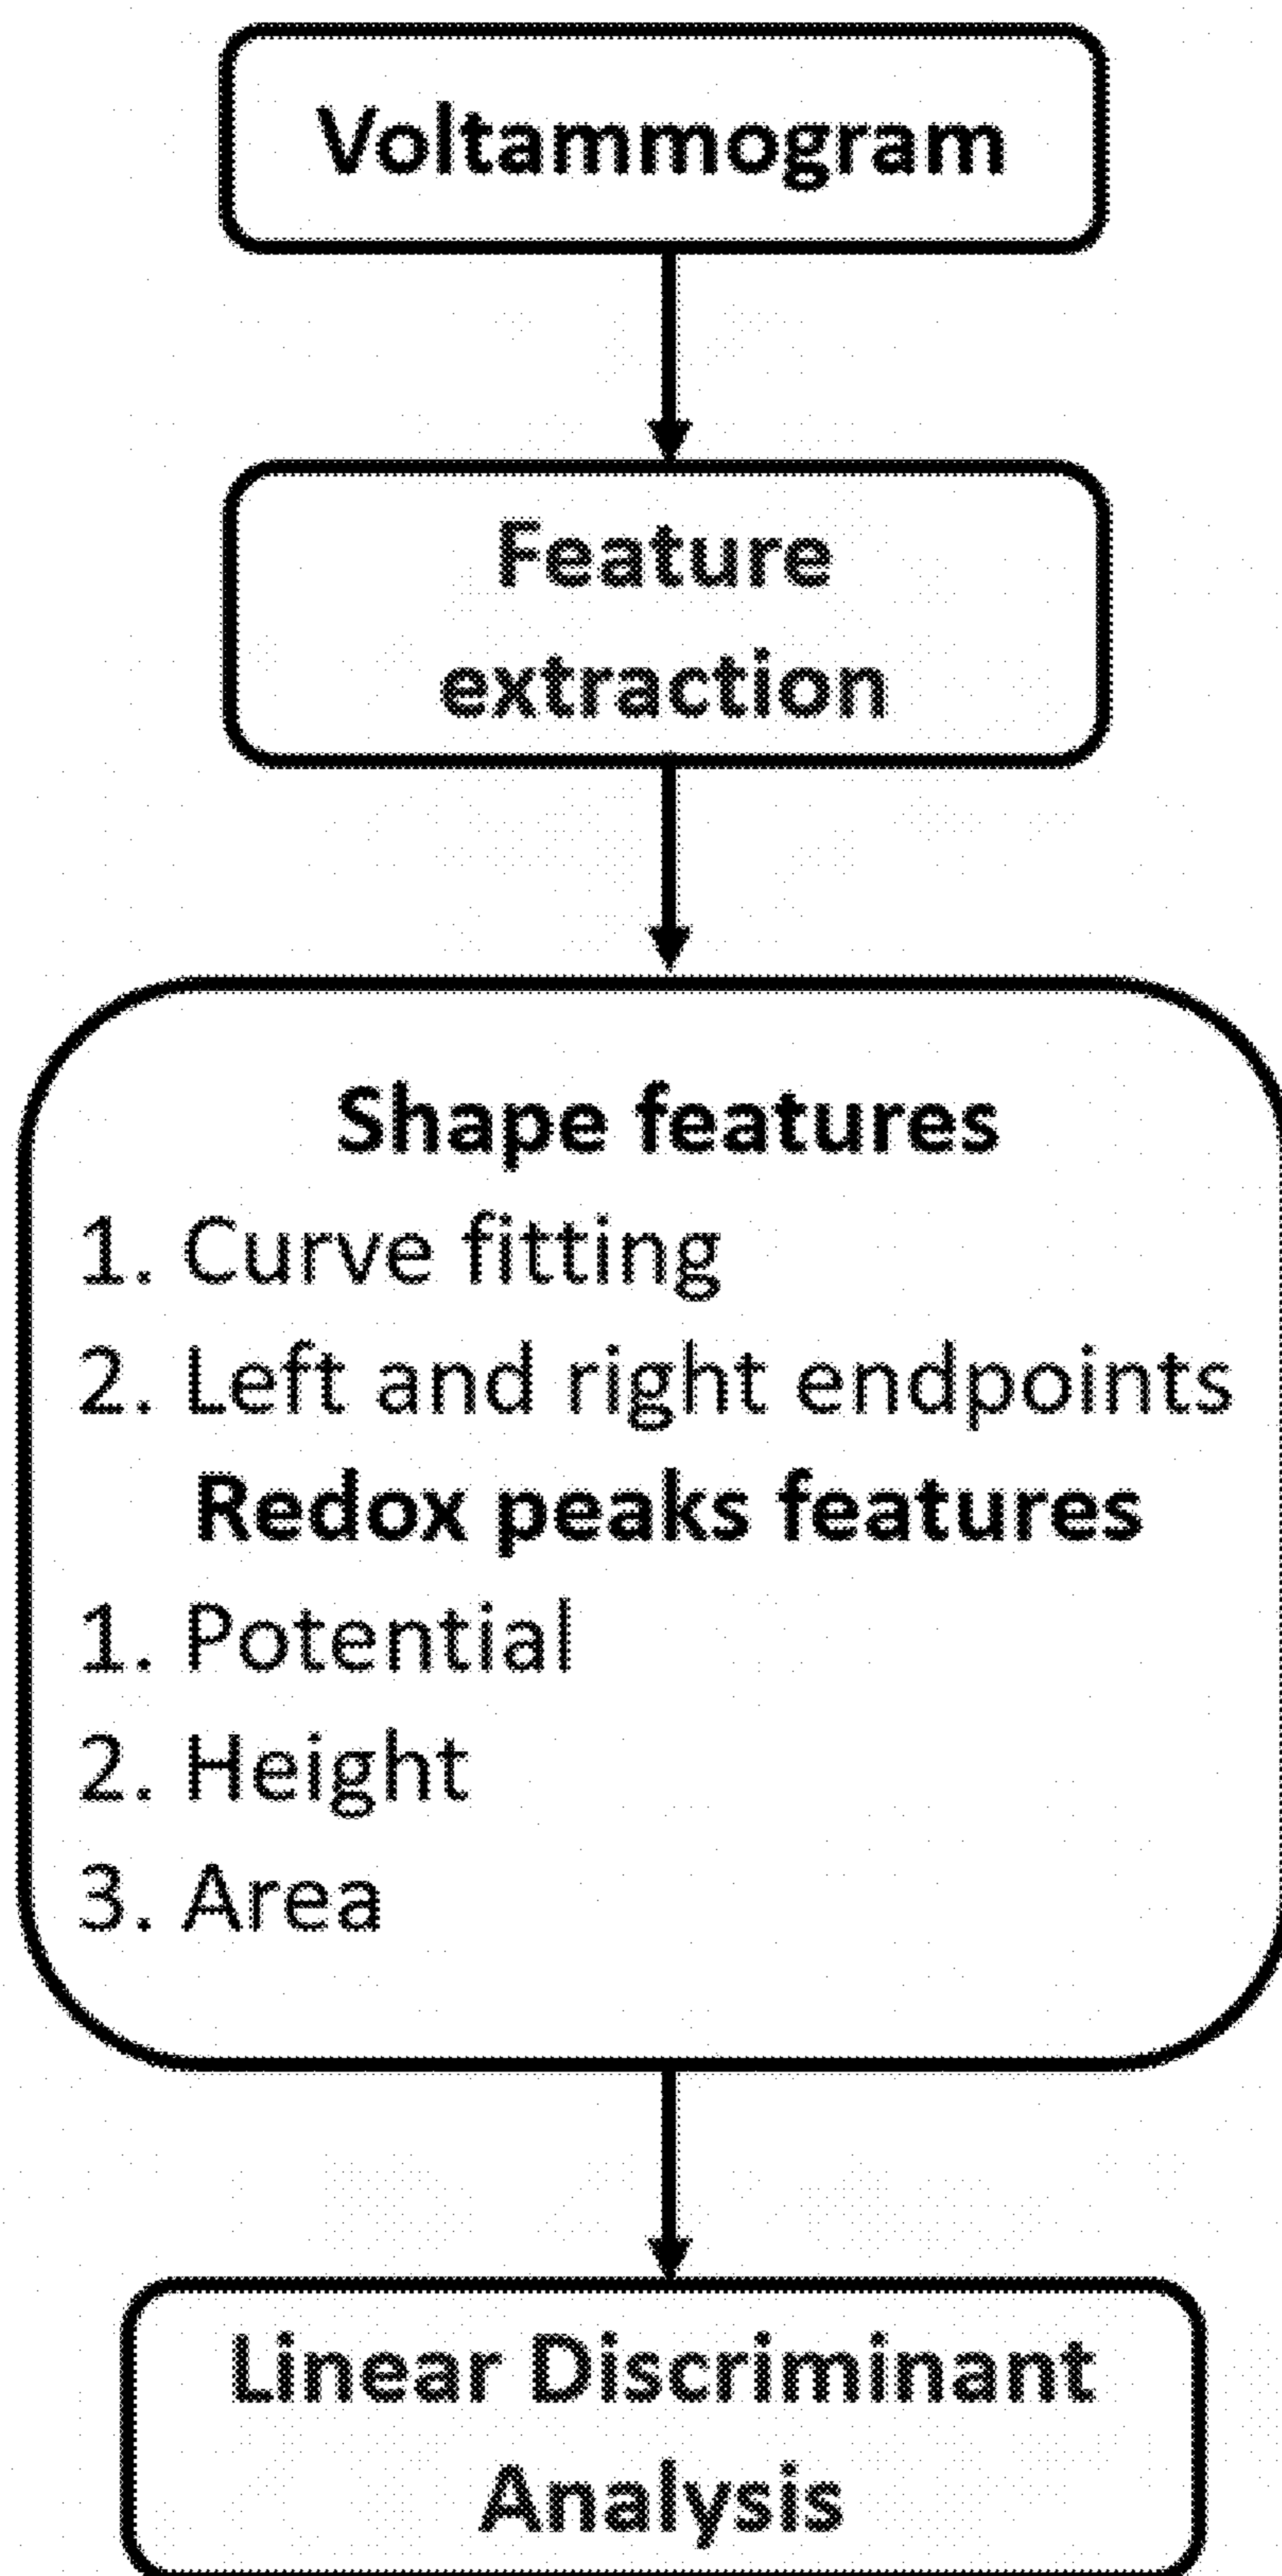 Voltammogram
Feature
extraction
Shape features
1. Curve fitting
2. Left and right endpoints
Redox peaks features
1. Potential
2. Height
3. Area
Linear Discriminant
Analysis